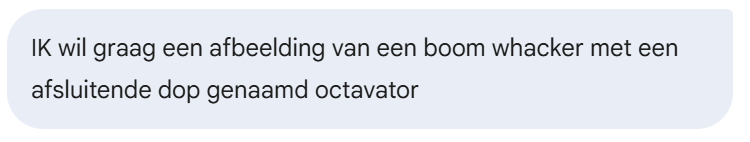 IK wil graag een afbeelding van een boom whacker met een
afsluitende dop genaamd octavator